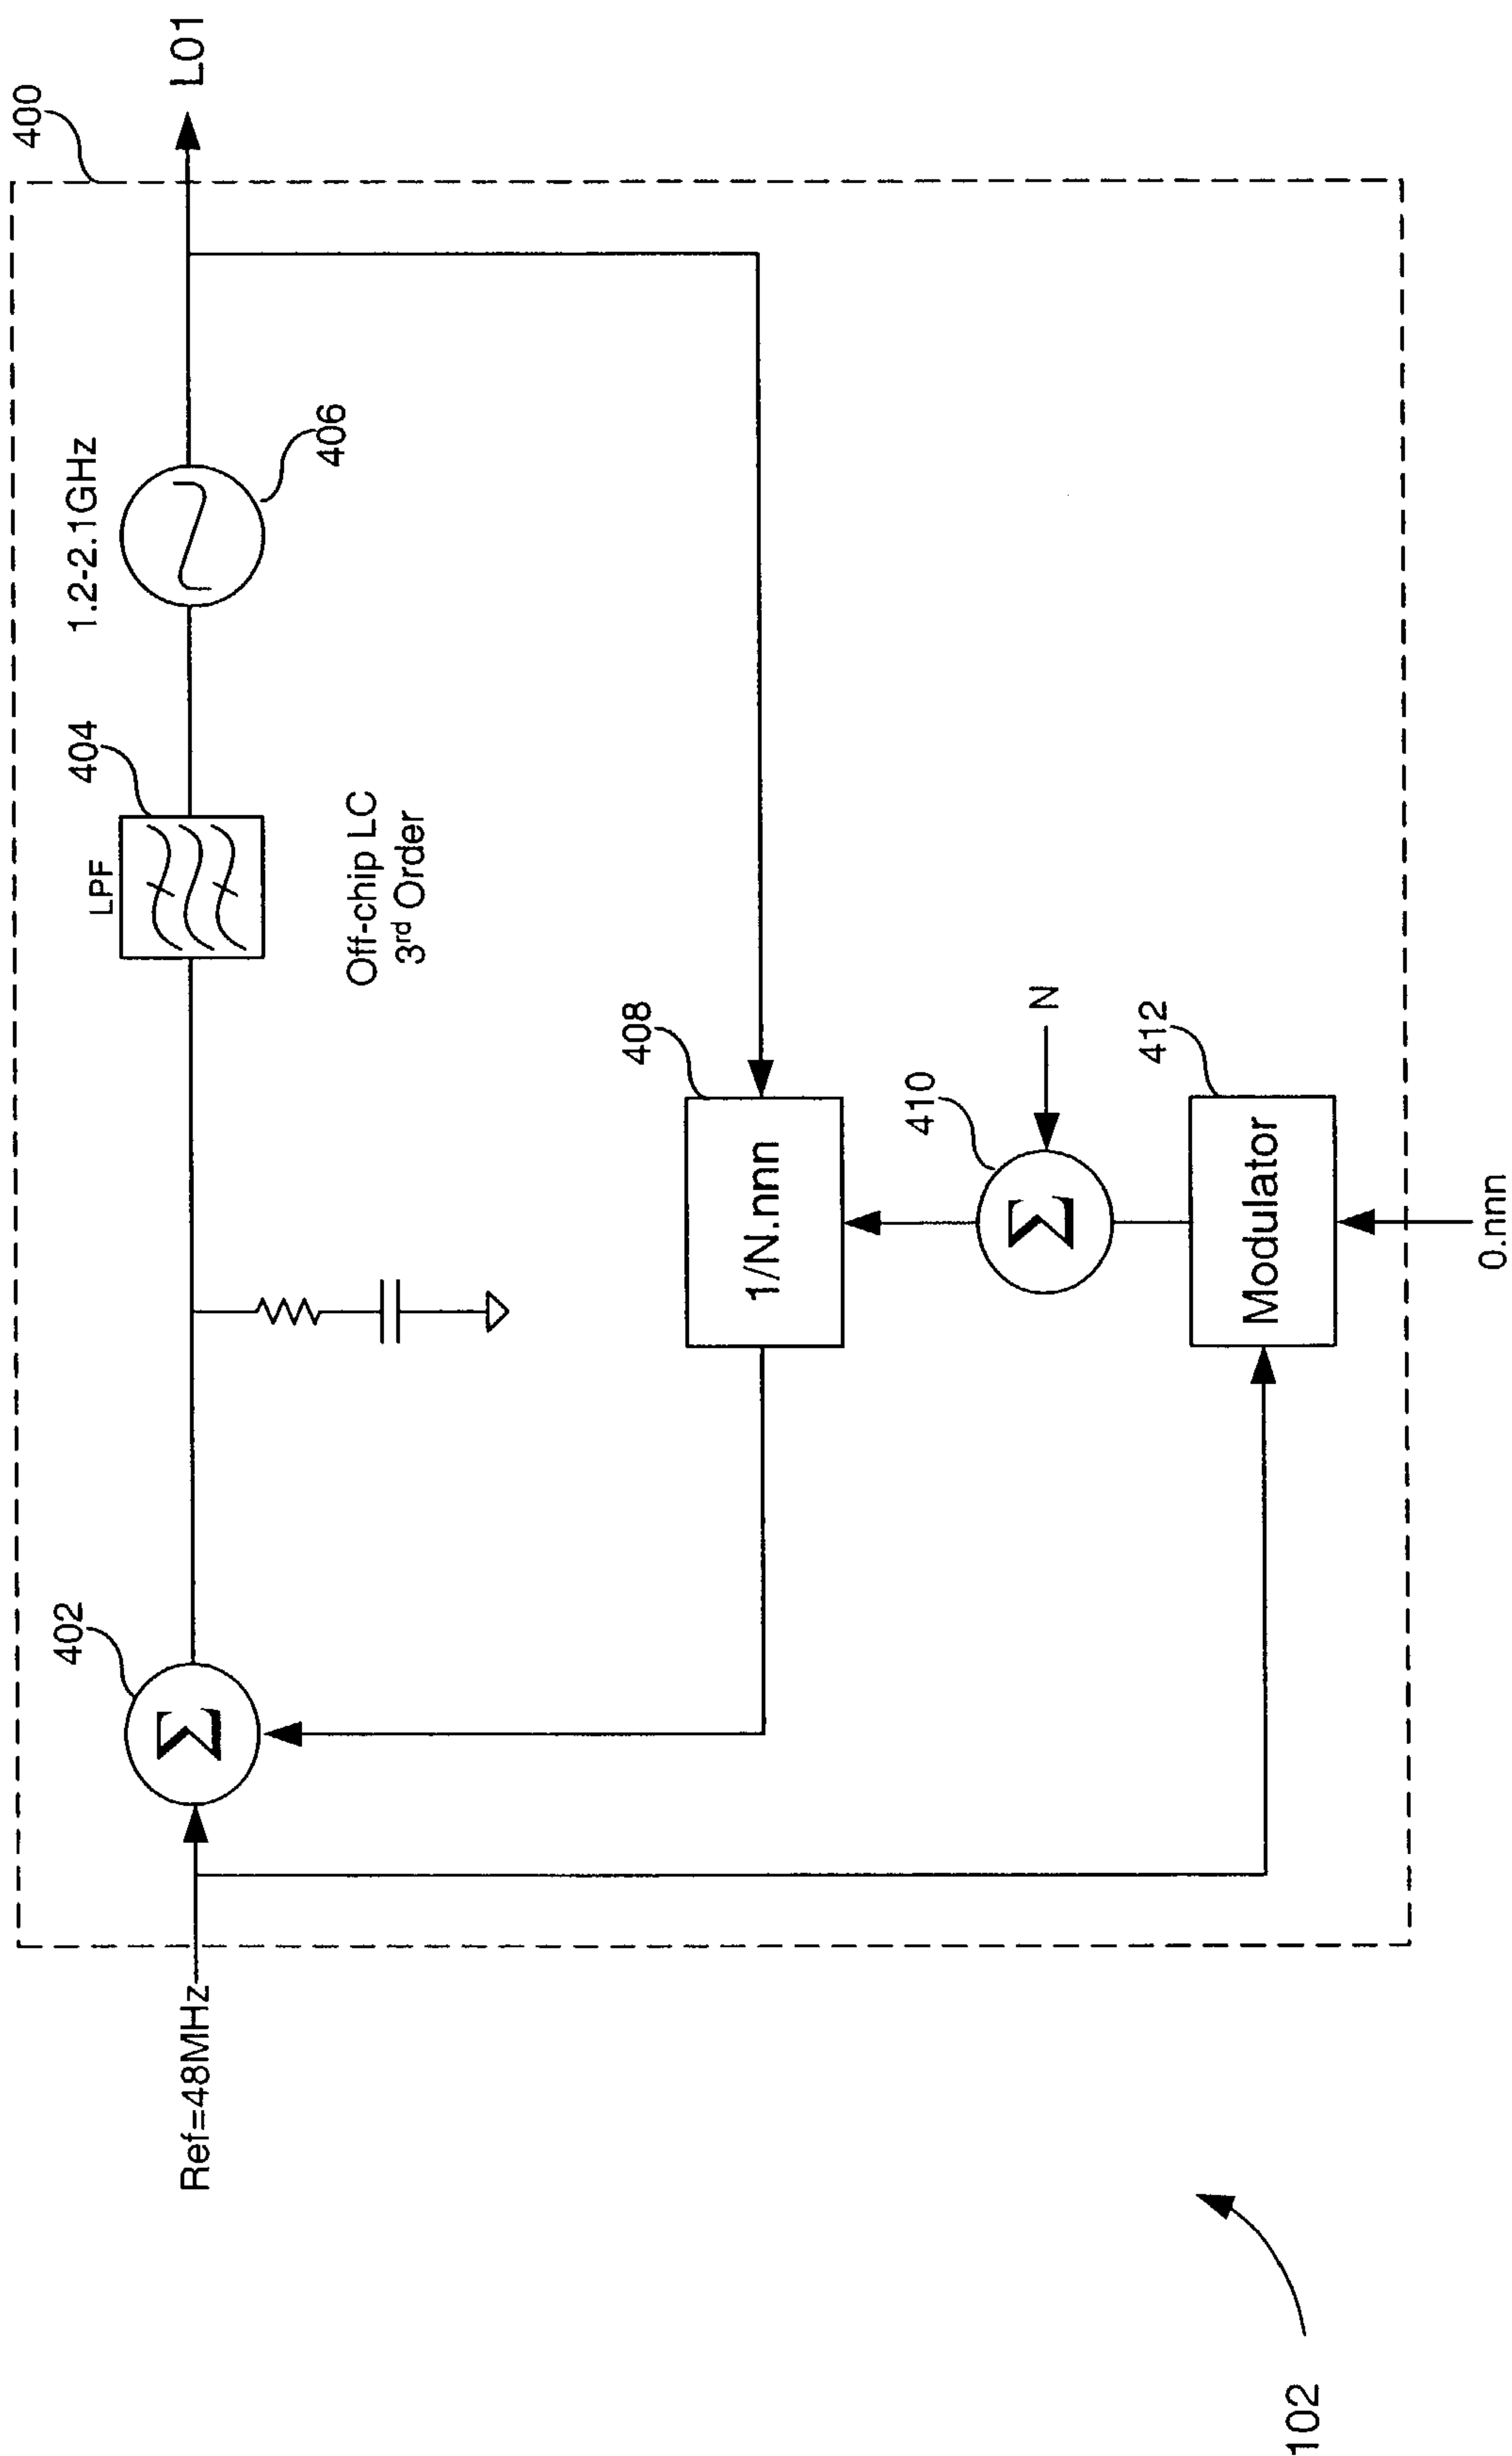 400
LO1
1.2-2.1GHz
406
404
LPF
Off-chip LC
3rd Order
402
Σ
Ref=48MHz
408
1/N.nnn
410
N
Σ
412
Modulator
0.nnn
102